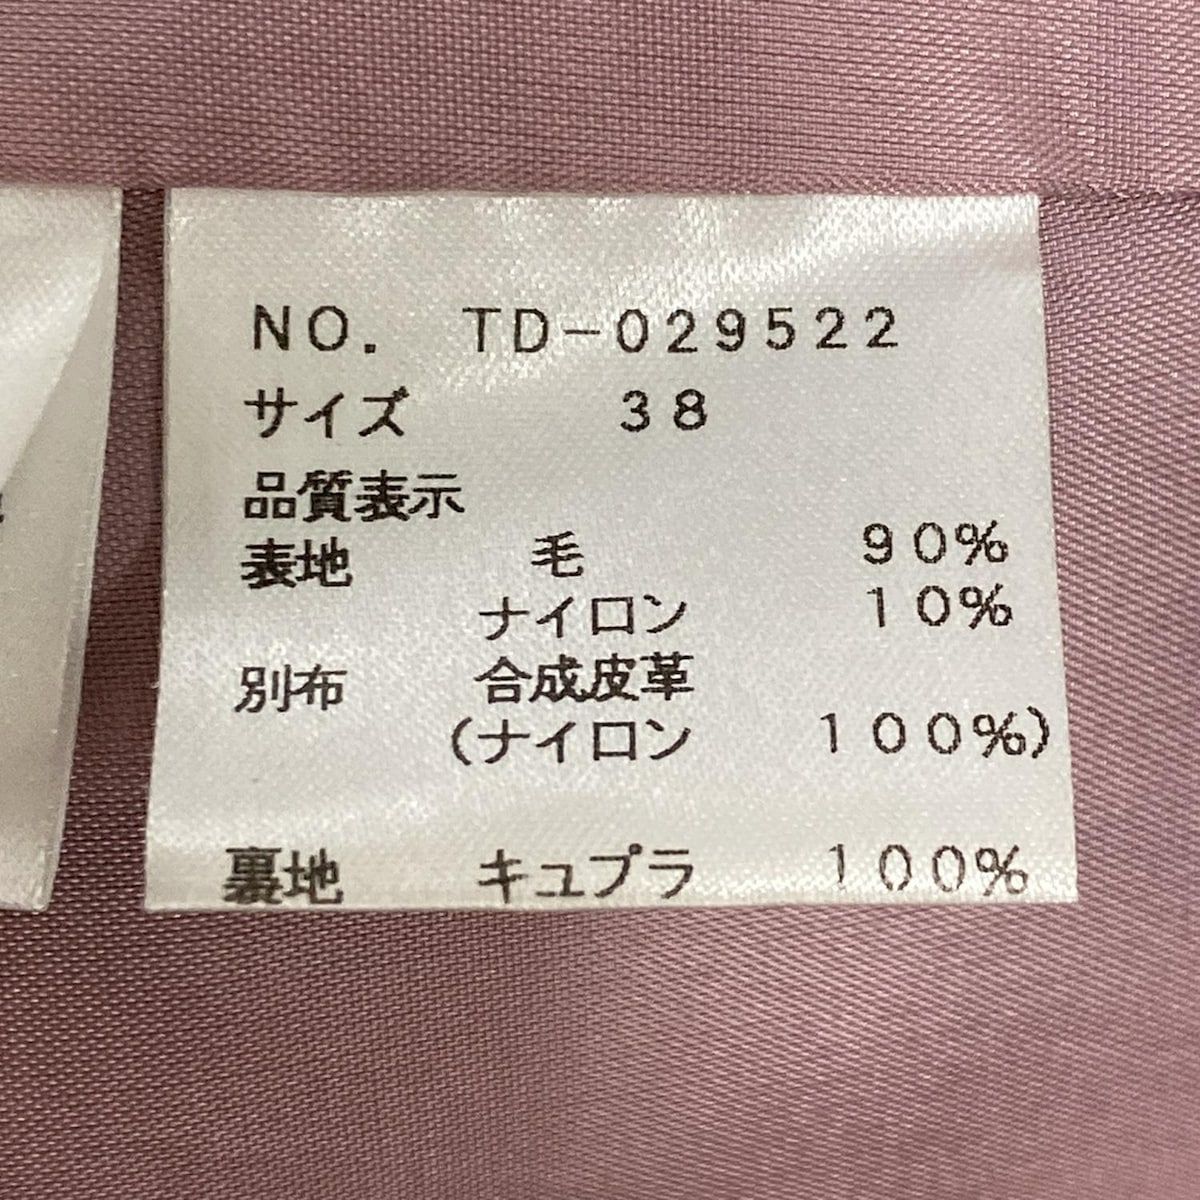 NO. TD-029522
サイズ 38
品質表示
表地 毛 90%
ナイロン 10%
別布 合成皮革
(ナイロン 100%)
裏地 キュプラ 100%